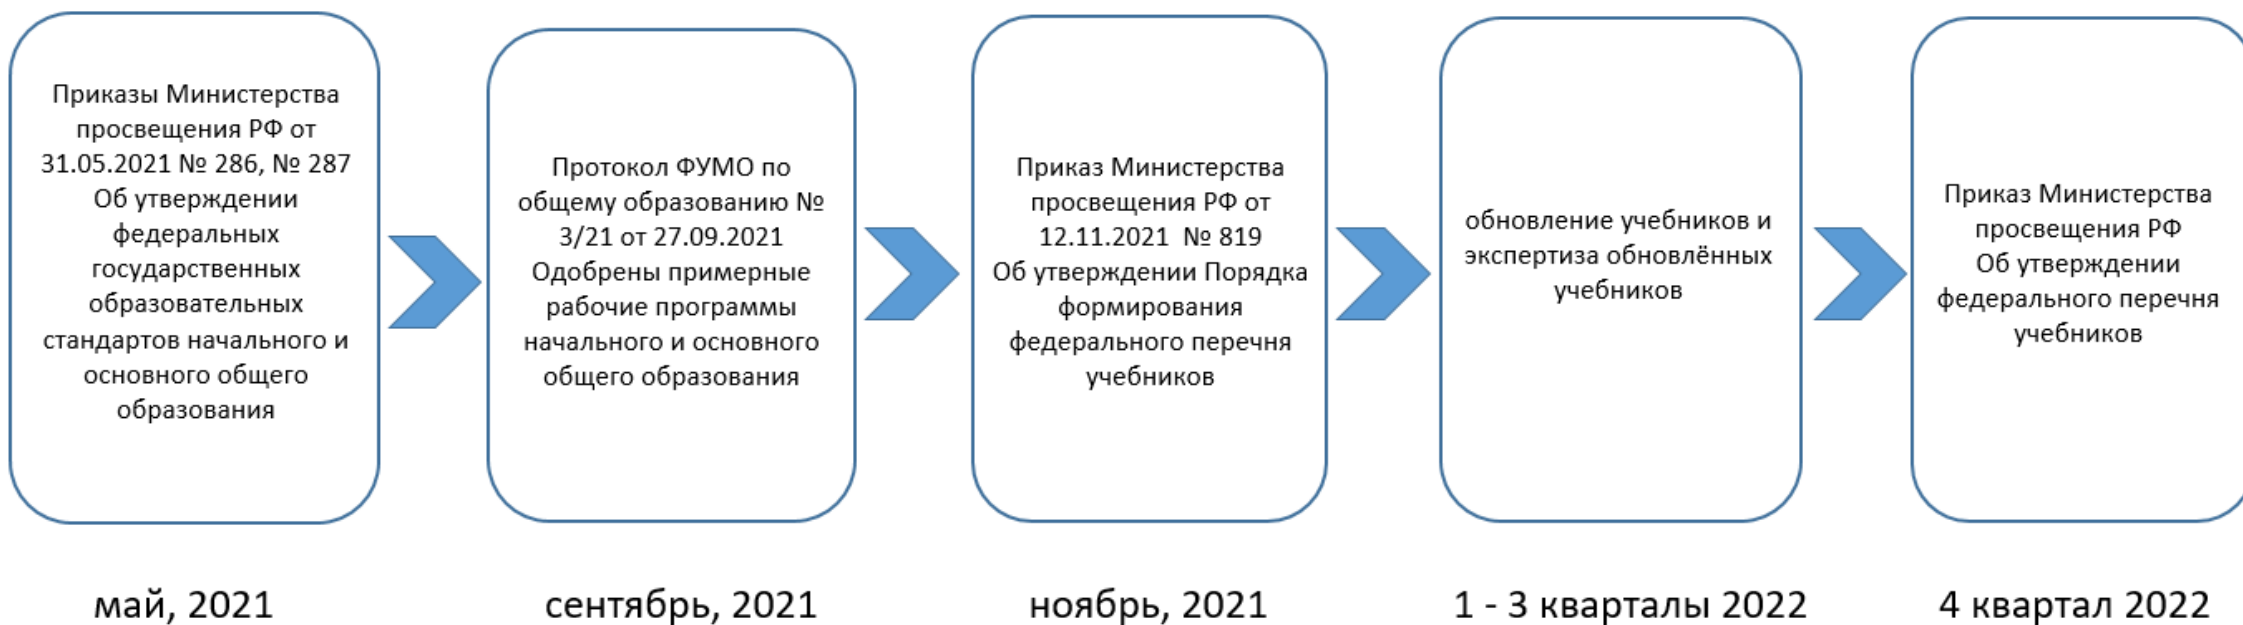 Приказы Министерства
просвещения РФ от
31.05.2021 № 286, № 287
Об утверждении
федеральных
государственных
образовательных
стандартов начального и
основного общего
образования
Протокол ФУМО по
общему образованию №
3/21 от 27.09.2021
Одобрены примерные
рабочие программы
начального и основного
общего образования
Приказ Министерства
просвещения РФ от
12.11.2021 № 819
Об утверждении Порядка
формирования
федерального перечня
учебников
обновление учебников и
экспертиза обновлённых
учебников
Приказ Министерства
просвещения РФ
Об утверждении
федерального перечня
учебников
май, 2021
сентябрь, 2021
ноябрь, 2021
1 - 3 кварталы 2022
4 квартал 2022